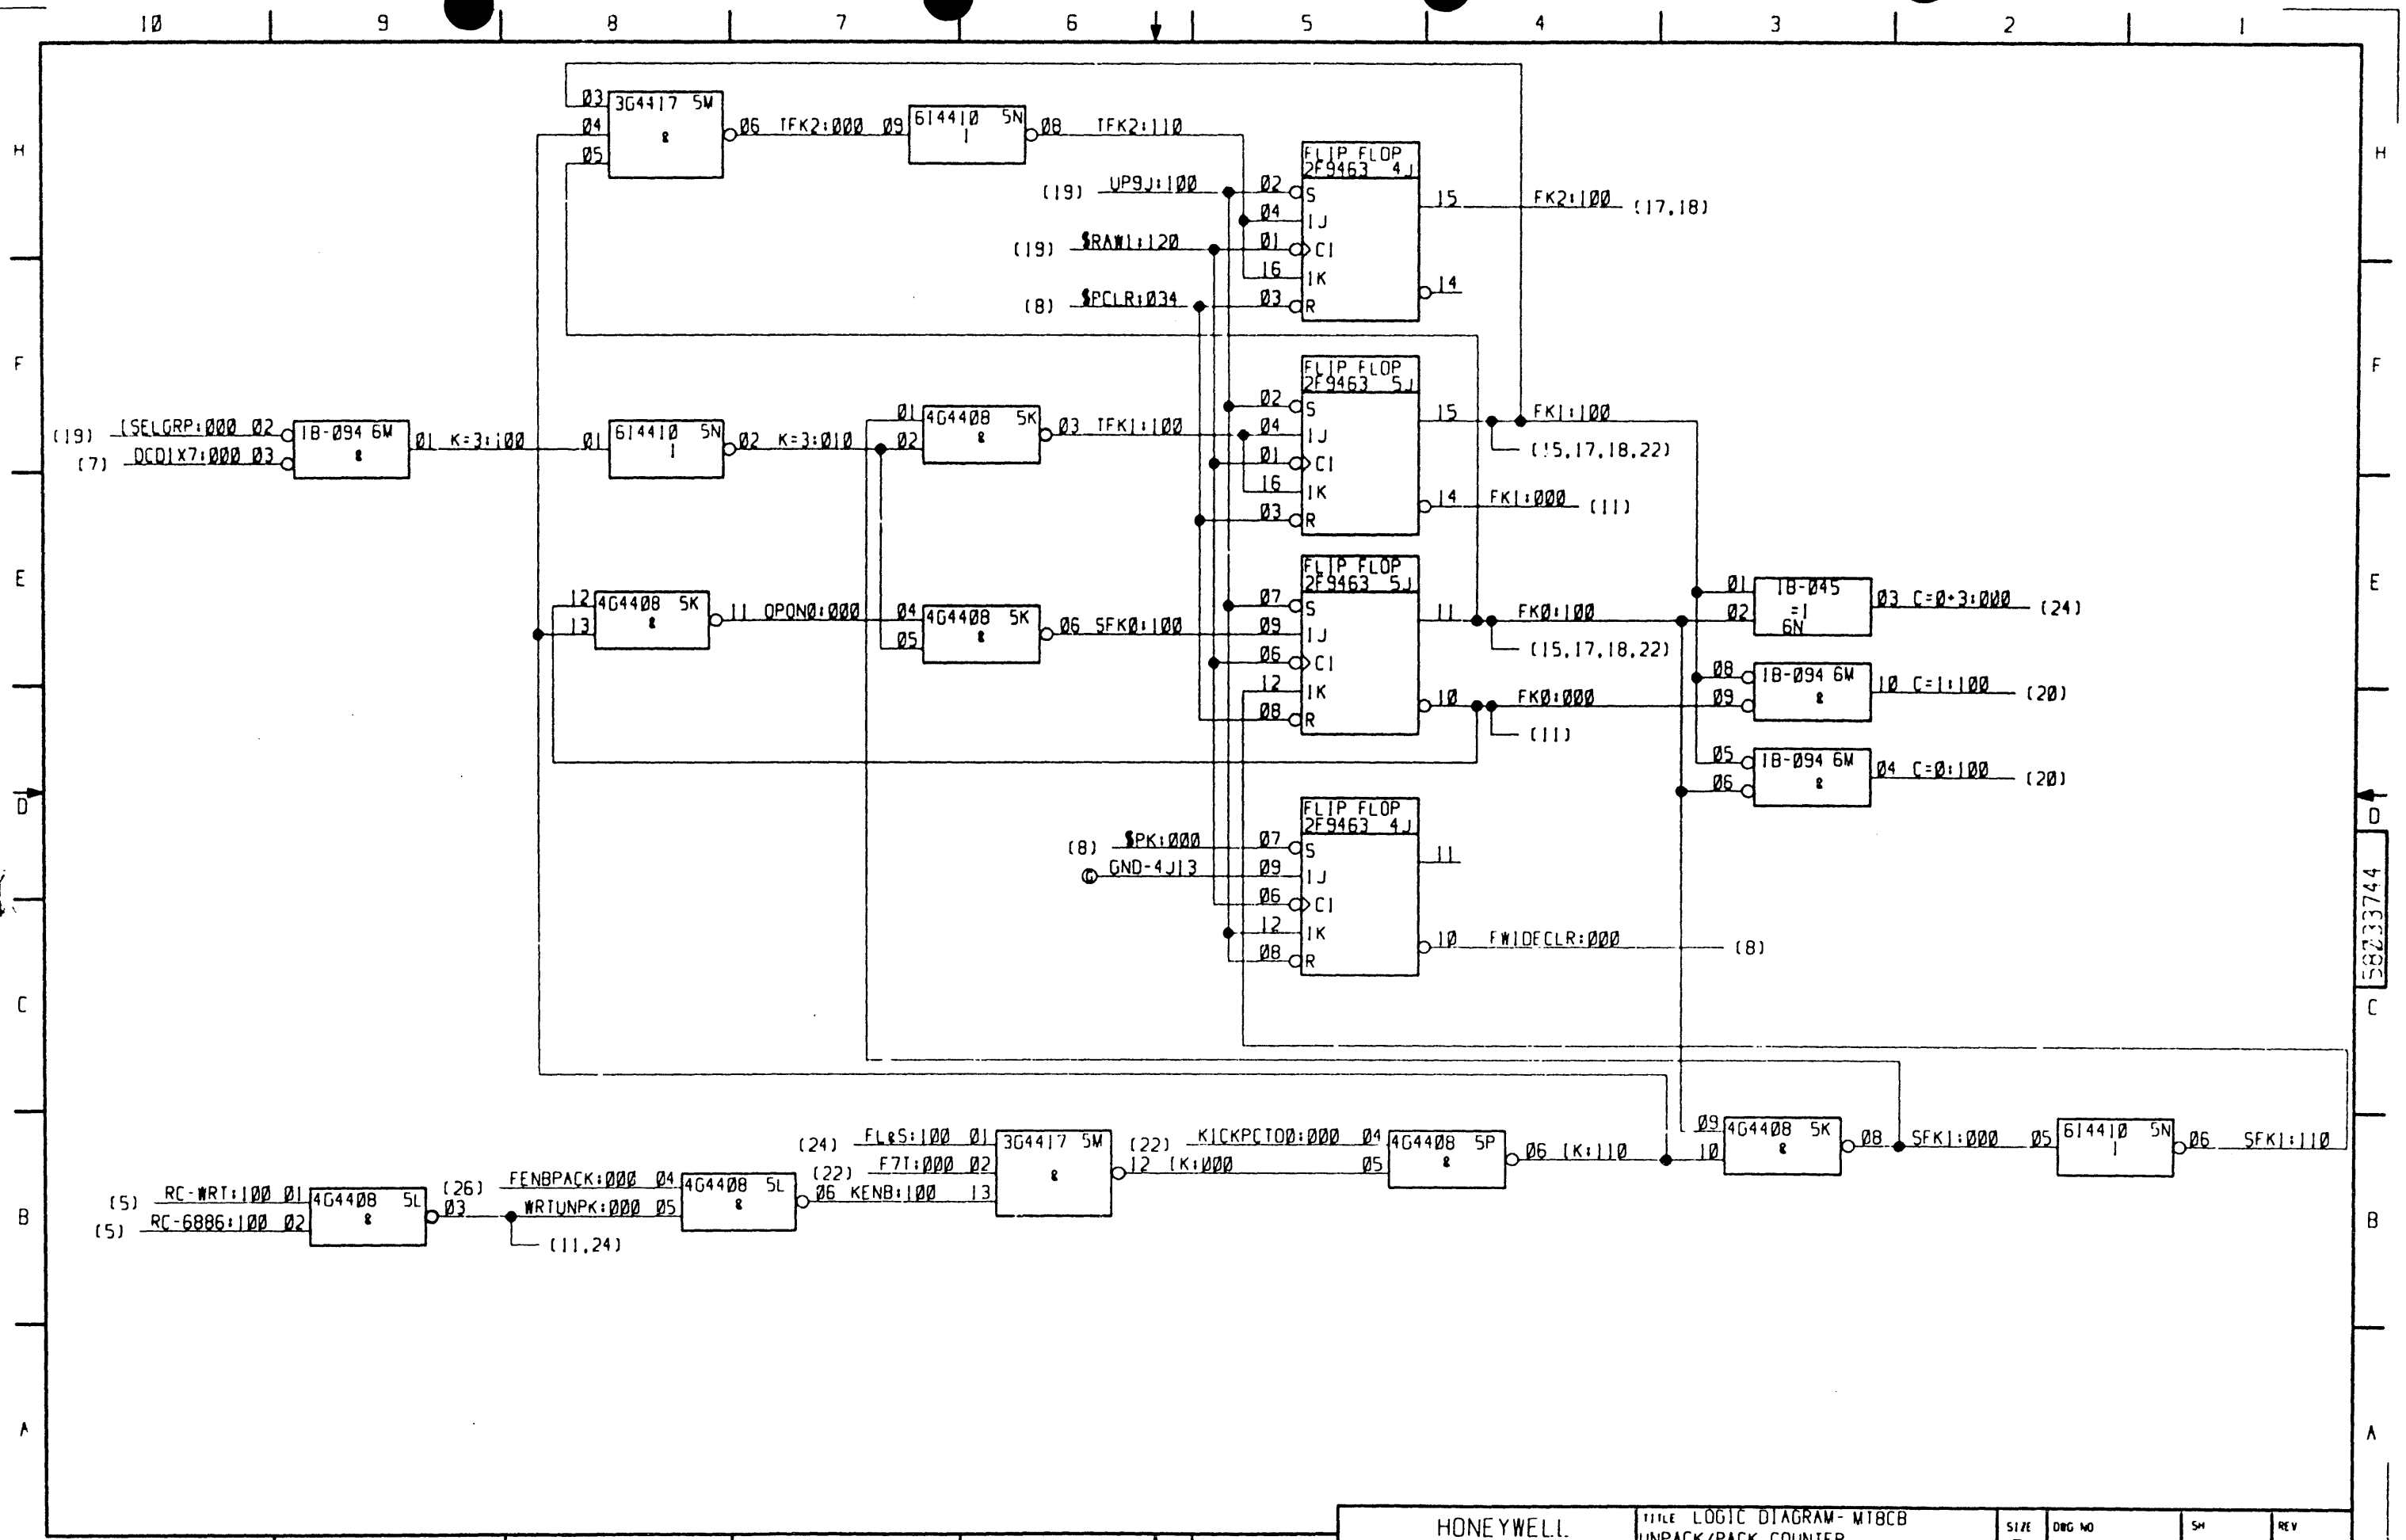 10 9 8 7 6 5 4 3 2 1
H H
03 3G4417 5M
04 & 06 TFK2:000 09 614410 5N 08 TFK2:110
05 1
FLIP FLOP
2F9463 4J
(19) UP9J:100 02 S
15 FK2:100 (17,18)
04 1J
(19) $RAW1:120 01 C1
16 1K
14
(8) $PCLR:034 03 R
F F
FLIP FLOP
2F9463 5J
02 S
15 FK1:100
(15,17,18,22)
(19) (SELGRP:000 02 1B-094 6M 01 K=3:100 01 614410 5N 02 K=3:010 01 4G4408 5K 03 TFK1:100 04 1J
(7) DCD1X7:000 03 & 1 02 &
01 C1
16 1K
14 FK1:000 (11)
03 R
E E
FLIP FLOP
2F9463 5J
12 4G4408 5K 11 OPON0:000 04 4G4408 5K 06 SFK0:100
13 & 05 &
07 S
11 FK0:100
(15,17,18,22)
09 1J
06 C1
12 1K
10 FK0:000
(11)
08 R
01 1B-045 03 C=0+3:000 (24)
02 =1
6N
08 1B-094 6M 10 C=1:100 (20)
09 &
05 1B-094 6M 04 C=0:100 (20)
06 &
D D
FLIP FLOP
2F9463 4J
(8) $PK:000 07 S
11
G GND-4J13 09 1J
06 C1
12 1K
10 FWIDECLR:000 (8)
08 R
58033744
C C
(24) FL&S:100 01 3G4417 5M
(22) F7T:000 02 & 12 (K:000
(22) KICKPCTO0:000 04 4G4408 5P 06 (K:110
05 &
09 4G4408 5K 08 SFK1:000 05 614410 5N 06 SFK1:110
10 & 1
(26) FENBPACK:000 04 4G4408 5L 06 KENB:100 13
(5) RC-WRT:100 01 4G4408 5L 03 WRTUNPK:000 05 &
(5) RC-6886:100 02 &
(11,24)
B B
A A
HONEYWELL
TITLE LOGIC DIAGRAM- MT8CB
UNPACK/PACK COUNTER
SIZE DWG NO SH REV